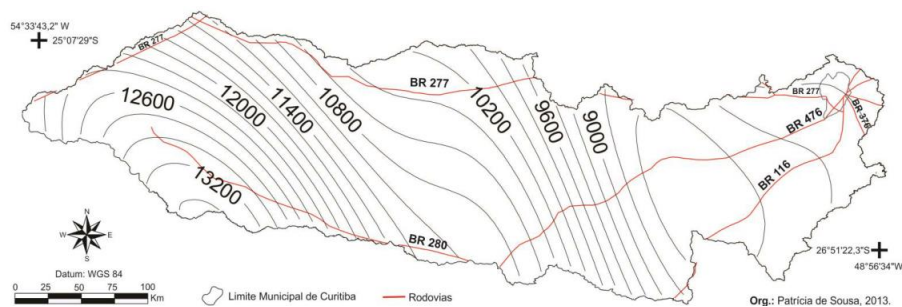 54°33'43,2" W
25°07'29"S
BR 277
12600
12000
11400
10800
BR 277
10200
9600
9000
BR 277
BR 476
BR 376
BR 116
13200
BR 280
N
W E
S
26°51'22,3"S
48°56'34"W
Datum: WGS 84
0 25 50 75 100
Km
Limite Municipal de Curitiba
Rodovias
Org.: Patrícia de Sousa, 2013.